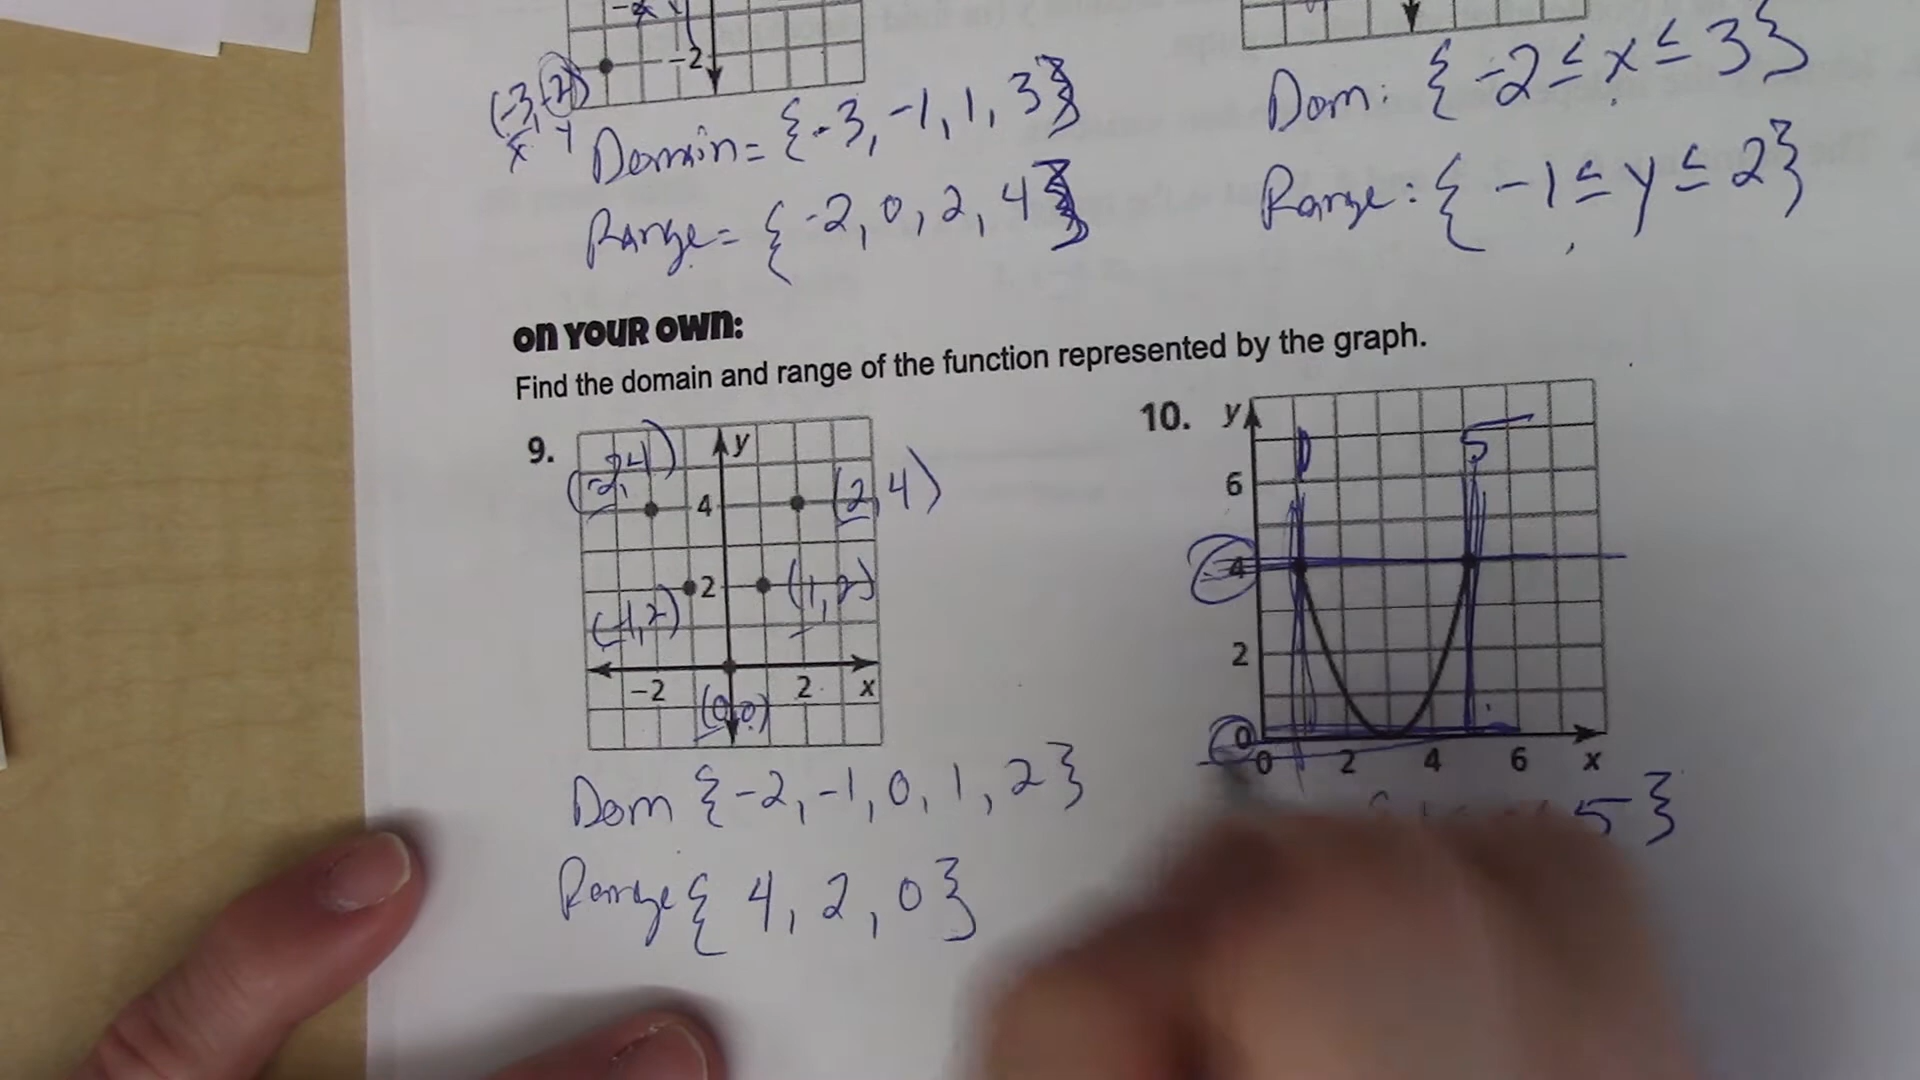 -2
(-3,-2)
x y
Domain = {-3, -1, 1, 3}
Range = {-2, 0, 2, 4}
Dom: {-2 ≤ x ≤ 3}
Range: {-1 ≤ y ≤ 2}
ON YOUR OWN:
Find the domain and range of the function represented by the graph.
9.
y
(-2,4)
4
(2,4)
2
(-1,2)
(1,2)
-2
2
x
(0,0)
Dom {-2, -1, 0, 1, 2}
Range { 4, 2, 0}
10.
y
1
5
6
4
2
0
0 2 4 6 x
5}